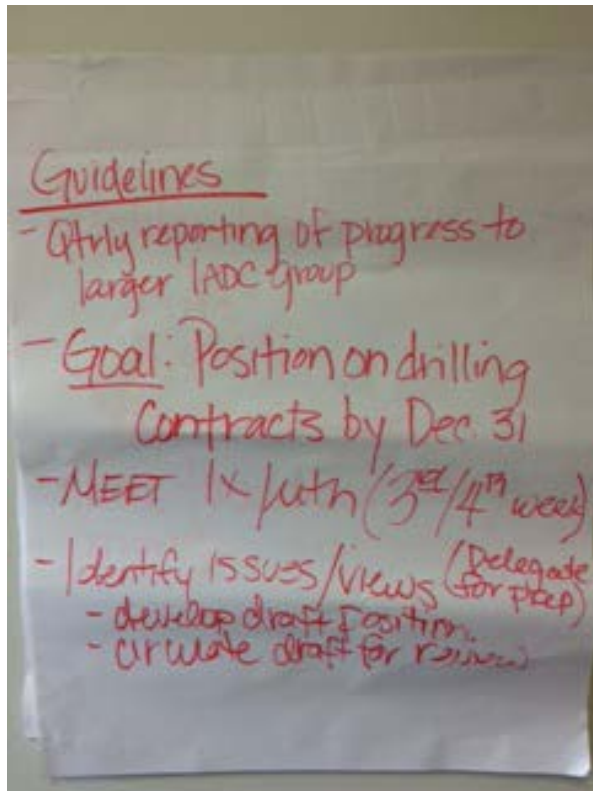 Guidelines
- Qtrly reporting of progress to
larger IADC group
- Goal: Position on drilling
Contracts by Dec. 31
- MEET 1x/mth (3rd/4th week)
- Identify issues/views (Delegate
for prep)
- develop draft position.
- circulate draft for review